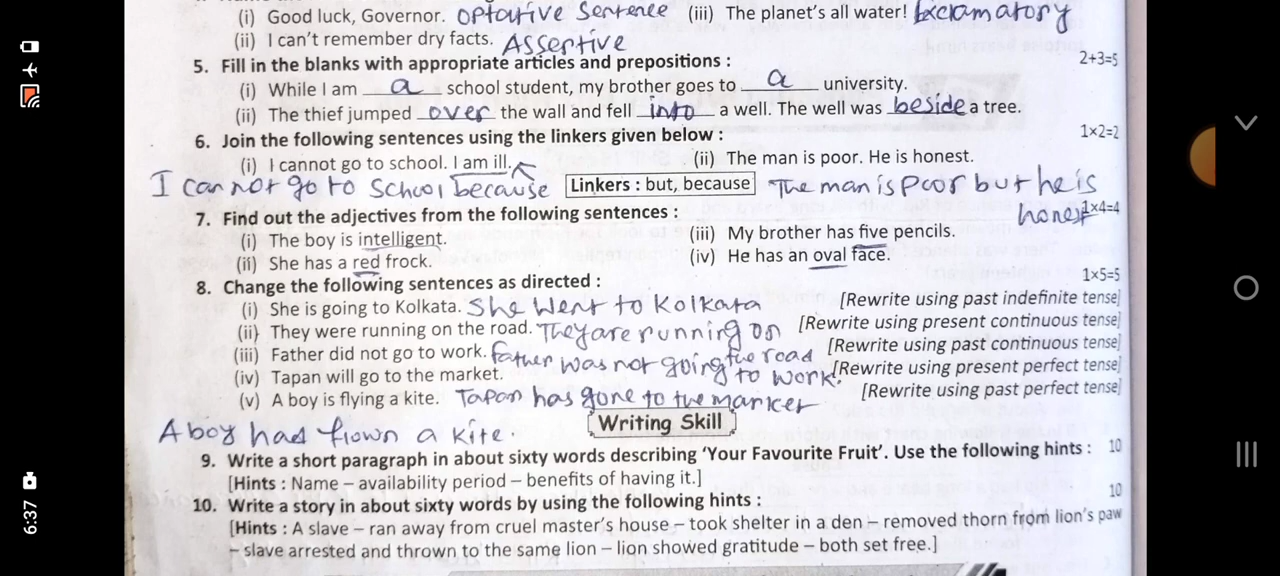 (i) Good luck, Governor. Optative Sentence (iii) The planet's all water! Exclamatory
(ii) I can't remember dry facts. Assertive
5. Fill in the blanks with appropriate articles and prepositions : 2+3=5
(i) While I am a school student, my brother goes to a university.
(ii) The thief jumped over the wall and fell into a well. The well was beside a tree.
6. Join the following sentences using the linkers given below : 1×2=2
(i) I cannot go to school. I am ill. (ii) The man is poor. He is honest.
I cannot go to School because Linkers : but, because The man is Poor but he is
honest
7. Find out the adjectives from the following sentences : 1×4=4
(i) The boy is intelligent. (iii) My brother has five pencils.
(ii) She has a red frock. (iv) He has an oval face.
8. Change the following sentences as directed : 1×5=5
(i) She is going to Kolkata. She Went to Kolkata [Rewrite using past indefinite tense]
(ii) They were running on the road. They are running on the road [Rewrite using present continuous tense]
(iii) Father did not go to work. father was not going to work. [Rewrite using past continuous tense]
(iv) Tapan will go to the market. [Rewrite using present perfect tense]
(v) A boy is flying a kite. Tapan has gone to the market [Rewrite using past perfect tense]
A boy had flown a kite.
Writing Skill
9. Write a short paragraph in about sixty words describing 'Your Favourite Fruit'. Use the following hints : 10
[Hints : Name – availability period – benefits of having it.]
10. Write a story in about sixty words by using the following hints : 10
[Hints : A slave – ran away from cruel master's house – took shelter in a den – removed thorn from lion's paw
– slave arrested and thrown to the same lion – lion showed gratitude – both set free.]
6:37